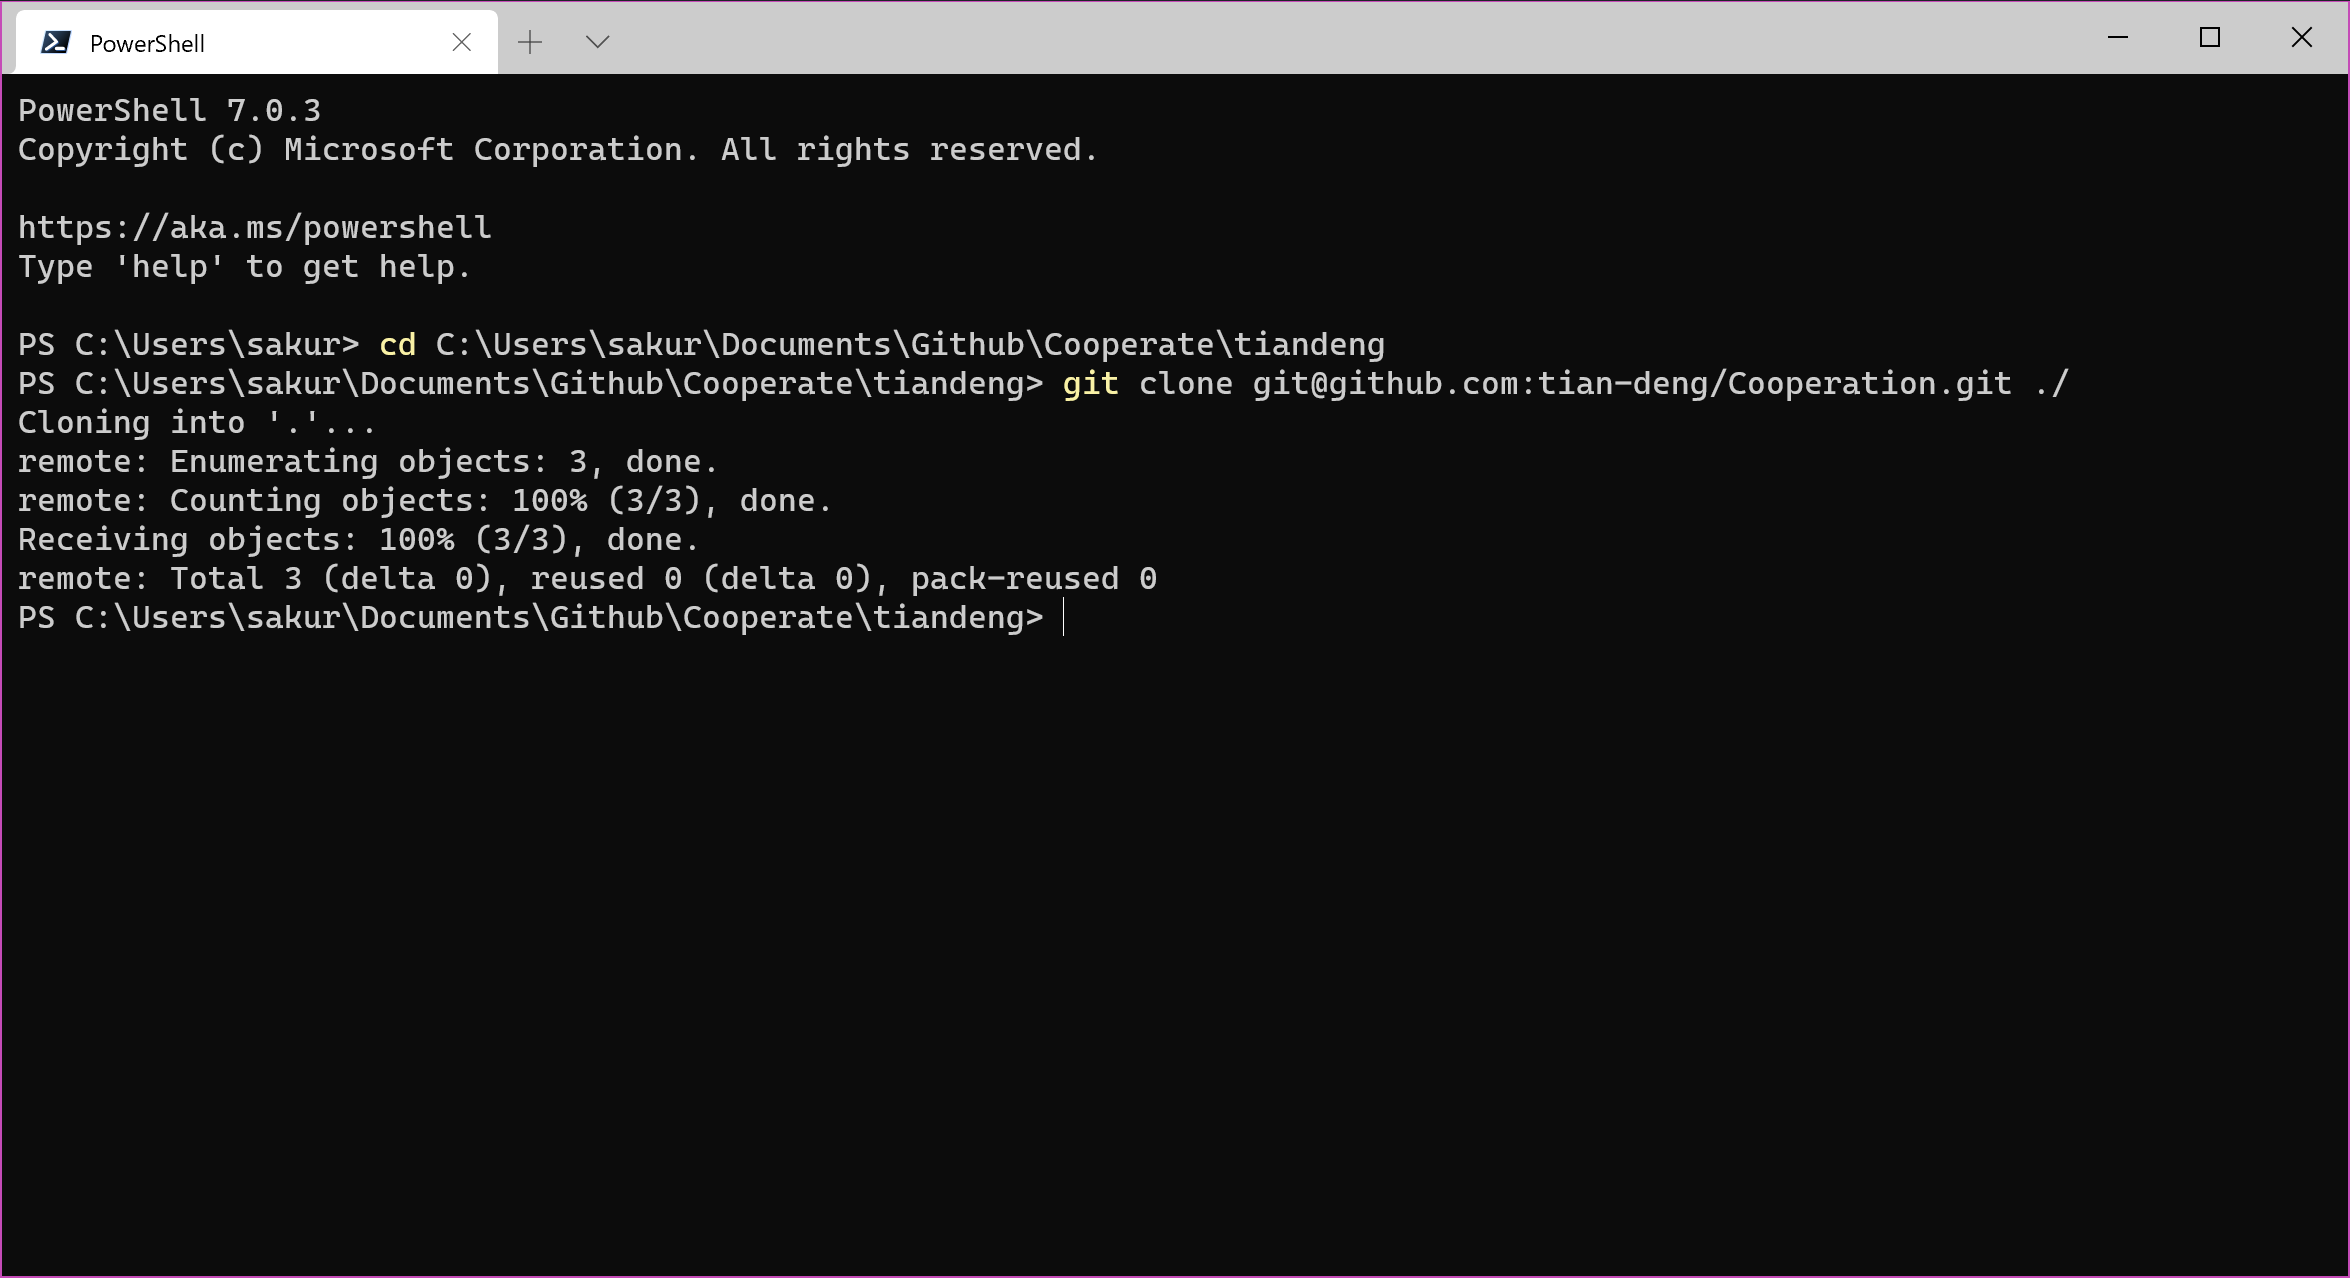 PowerShell
PowerShell 7.0.3
Copyright (c) Microsoft Corporation. All rights reserved.
https://aka.ms/powershell
Type 'help' to get help.
PS C:\Users\sakur> cd C:\Users\sakur\Documents\Github\Cooperate\tiandeng
PS C:\Users\sakur\Documents\Github\Cooperate\tiandeng> git clone git@github.com:tian-deng/Cooperation.git ./
Cloning into '.'...
remote: Enumerating objects: 3, done.
remote: Counting objects: 100% (3/3), done.
Receiving objects: 100% (3/3), done.
remote: Total 3 (delta 0), reused 0 (delta 0), pack-reused 0
PS C:\Users\sakur\Documents\Github\Cooperate\tiandeng>